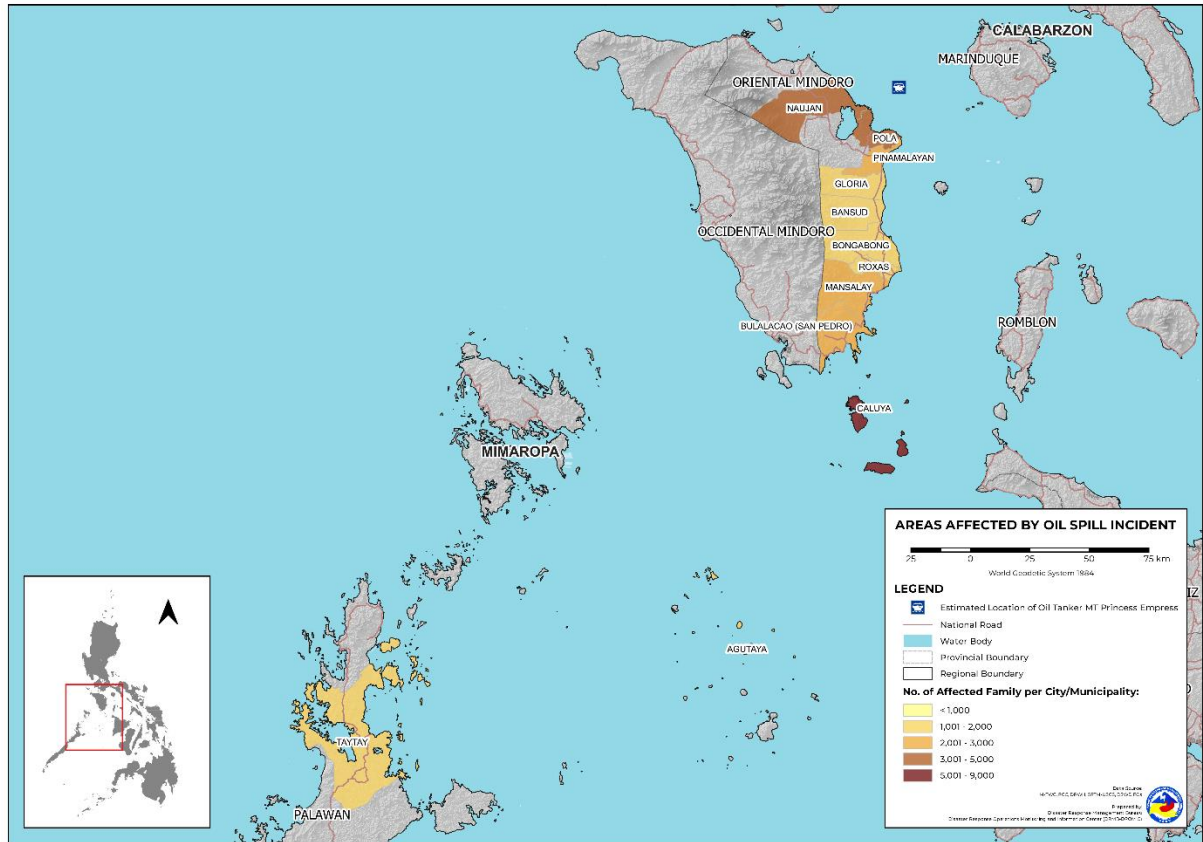 CALABARZON
MARINDUQUE
ORIENTAL MINDORO
NAUJAN
POLA
PINAMALAYAN
GLORIA
BANSUD
OCCIDENTAL MINDORO
BONGABONG
ROXAS
MANSALAY
BULALACAO (SAN PEDRO)
ROMBLON
CALUYA
MIMAROPA
AGUTAYA
TAYTAY
PALAWAN
IZ
AREAS AFFECTED BY OIL SPILL INCIDENT
25 0 25 50 75 km
World Geodetic System 1984
LEGEND
Estimated Location of Oil Tanker MT Princess Empress
National Road
Water Body
Provincial Boundary
Regional Boundary
No. of Affected Family per City/Municipality:
< 1,000
1,001 - 2,000
2,001 - 3,000
3,001 - 5,000
5,001 - 9,000
Data Source:
Prepared by:
Disaster Response Management Bureau